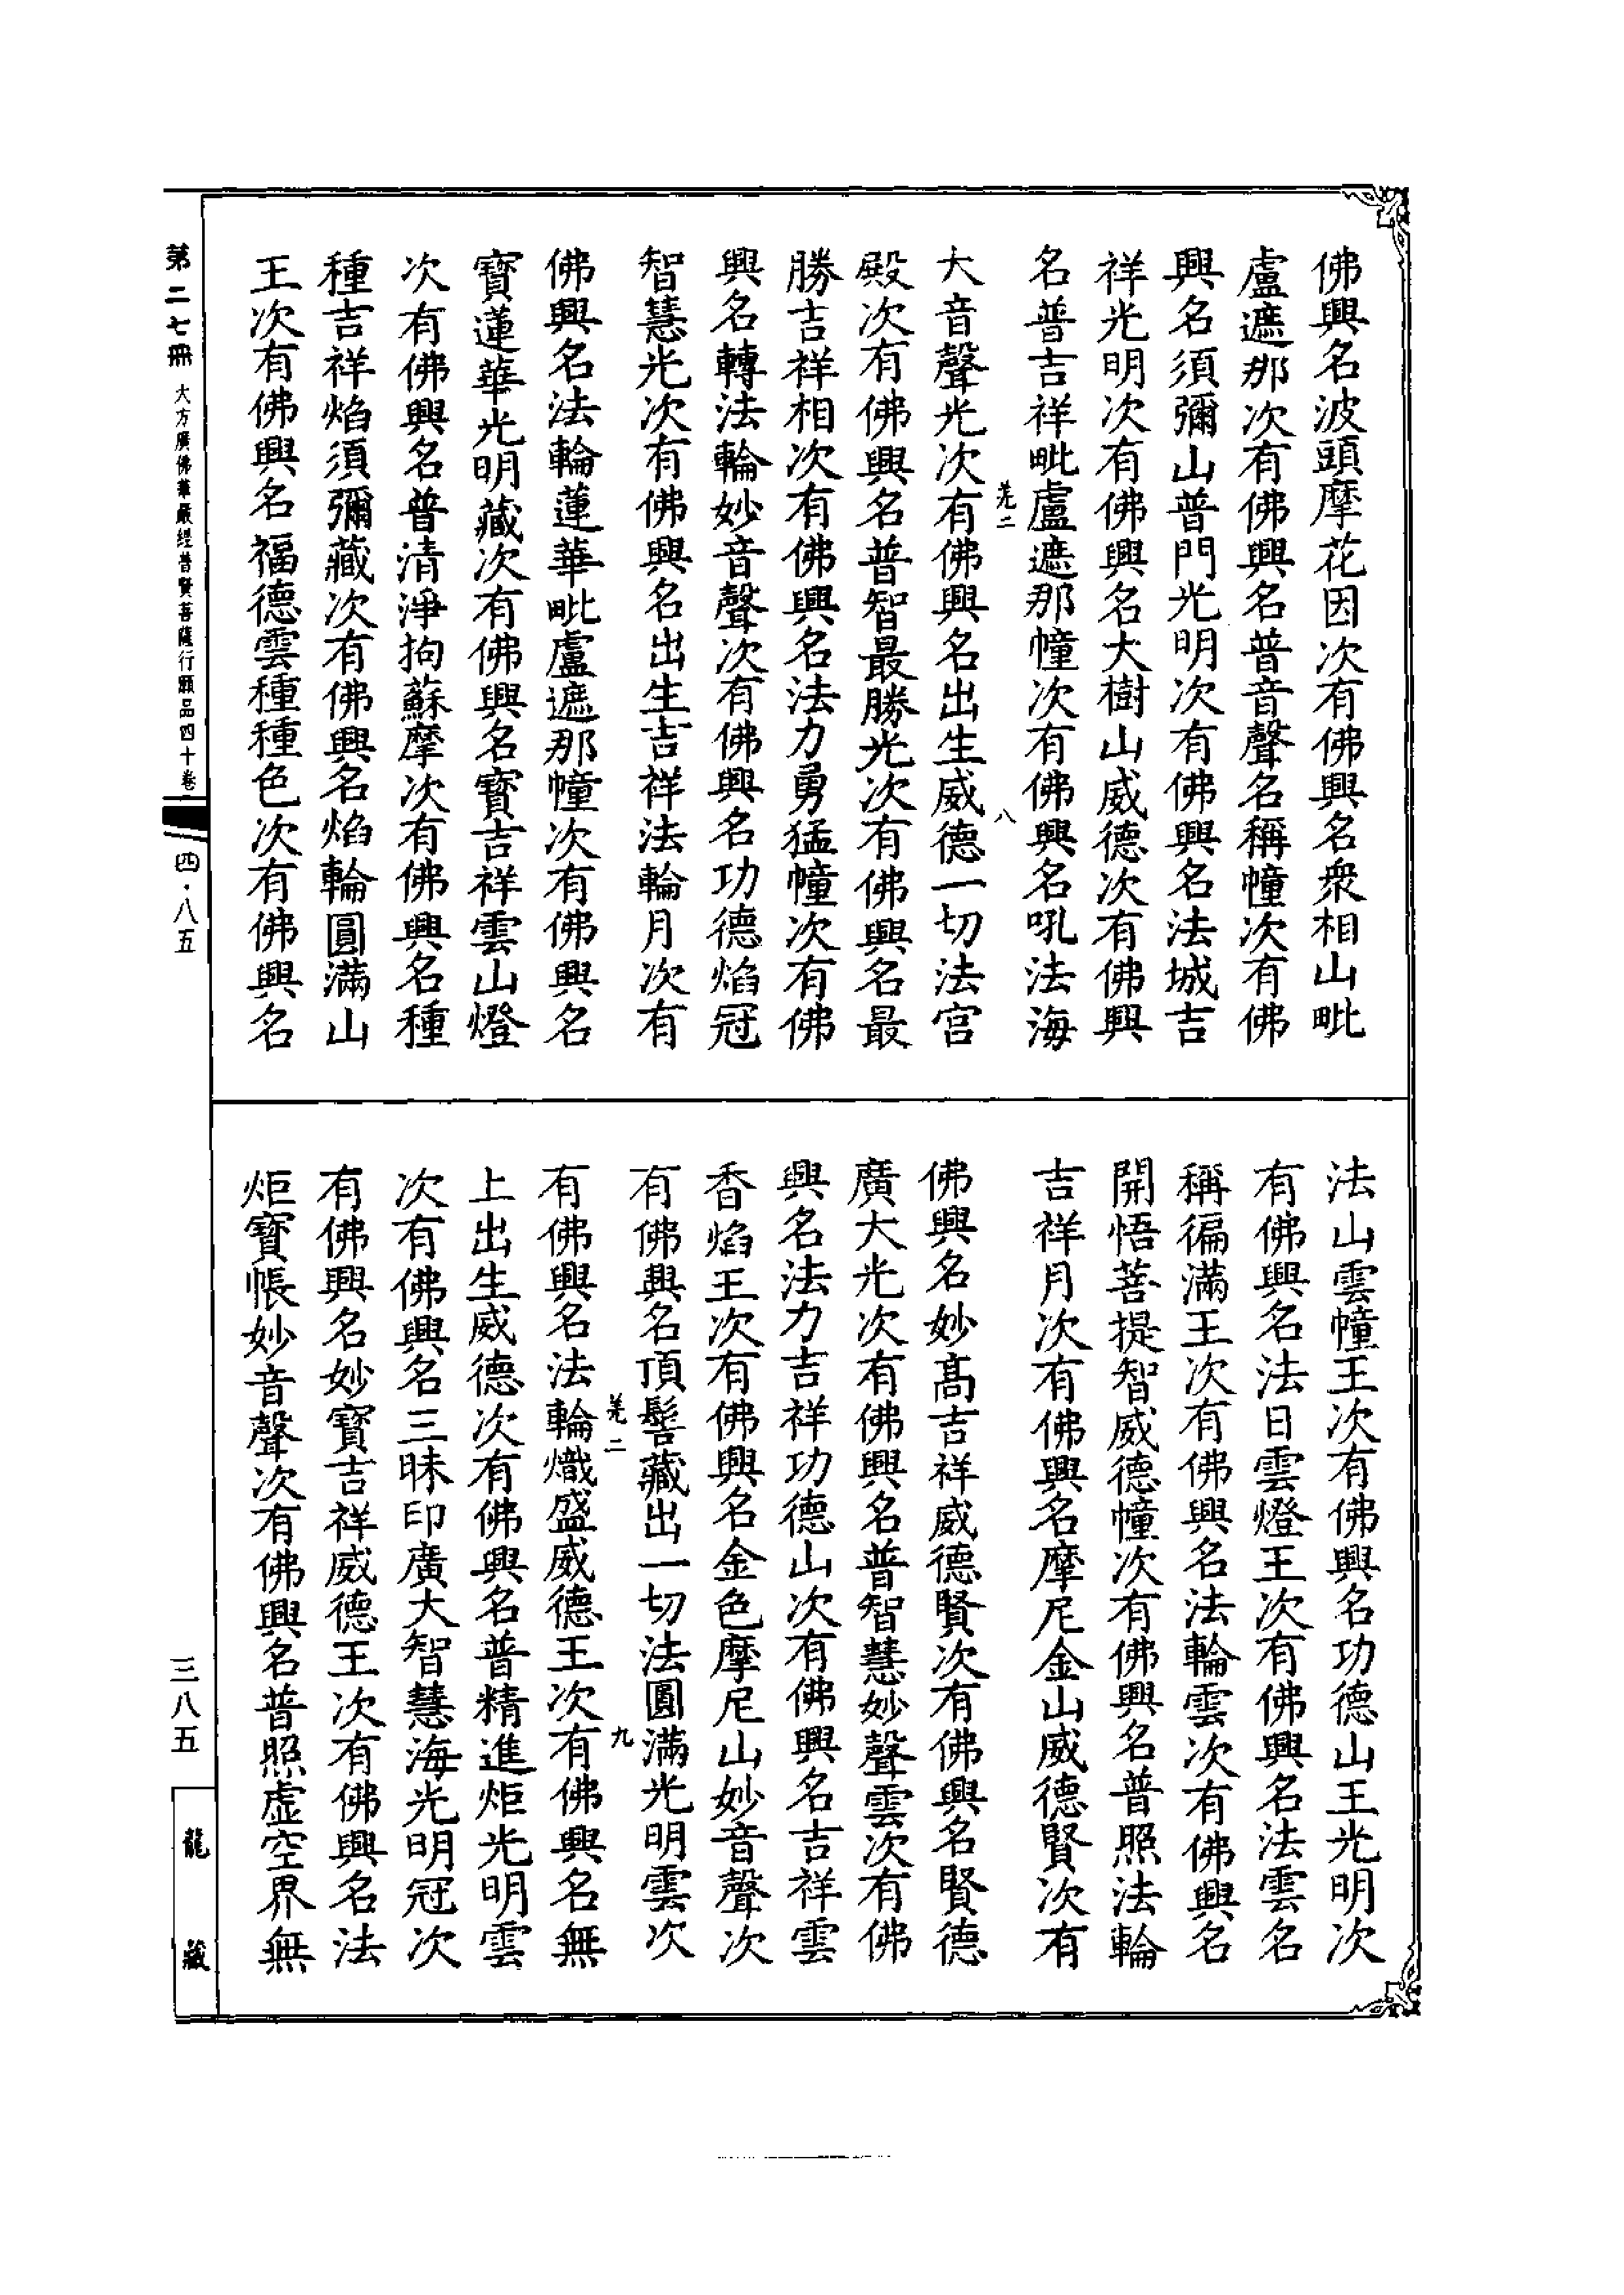 佛興名波頭摩花因次有佛興名衆相山毗
盧遮那次有佛興名普音聲名稱幢次有佛
興名須彌山普門光明次有佛興名法城吉
祥光明次有佛興名大樹山威德次有佛興
名普吉祥毗盧遮那幢次有佛興名吼法海
羌二
八
大音聲光次有佛興名出生威德一切法宫
殿次有佛興名普智最勝光次有佛興名最
勝吉祥相次有佛興名法力勇猛幢次有佛
興名轉法輪妙音聲次有佛興名功德焰冠
智慧光次有佛興名出生吉祥法輪月次有
佛興名法輪蓮華毗盧遮那幢次有佛興名
寶蓮華光明藏次有佛興名寶吉祥雲山燈
次有佛興名普清淨拘蘇摩次有佛興名種
種吉祥焰須彌藏次有佛興名焰輪圓滿山
王次有佛興名福德雲種種色次有佛興名
法山雲幢王次有佛興名功德山王光明次
有佛興名法日雲燈王次有佛興名法雲名
稱徧滿王次有佛興名法輪雲次有佛興名
開悟菩提智威德幢次有佛興名普照法輪
吉祥月次有佛興名摩尼金山威德賢次有
佛興名妙高吉祥威德賢次有佛興名賢德
廣大光次有佛興名普智慧妙聲雲次有佛
興名法力吉祥功德山次有佛興名吉祥雲
香焰王次有佛興名金色摩尼山妙音聲次
有佛興名頂髻藏出一切法圓滿光明雲次
羌二
九
有佛興名法輪熾盛威德王次有佛興名無
上出生威德次有佛興名普精進炬光明雲
次有佛興名三昧印廣大智慧海光明冠次
有佛興名妙寶吉祥威德王次有佛興名法
炬寶帳妙音聲次有佛興名普照虛空界無
第二七冊 大方廣佛華嚴經普賢菩薩行願品四十卷
四·八五
三八五
龍藏